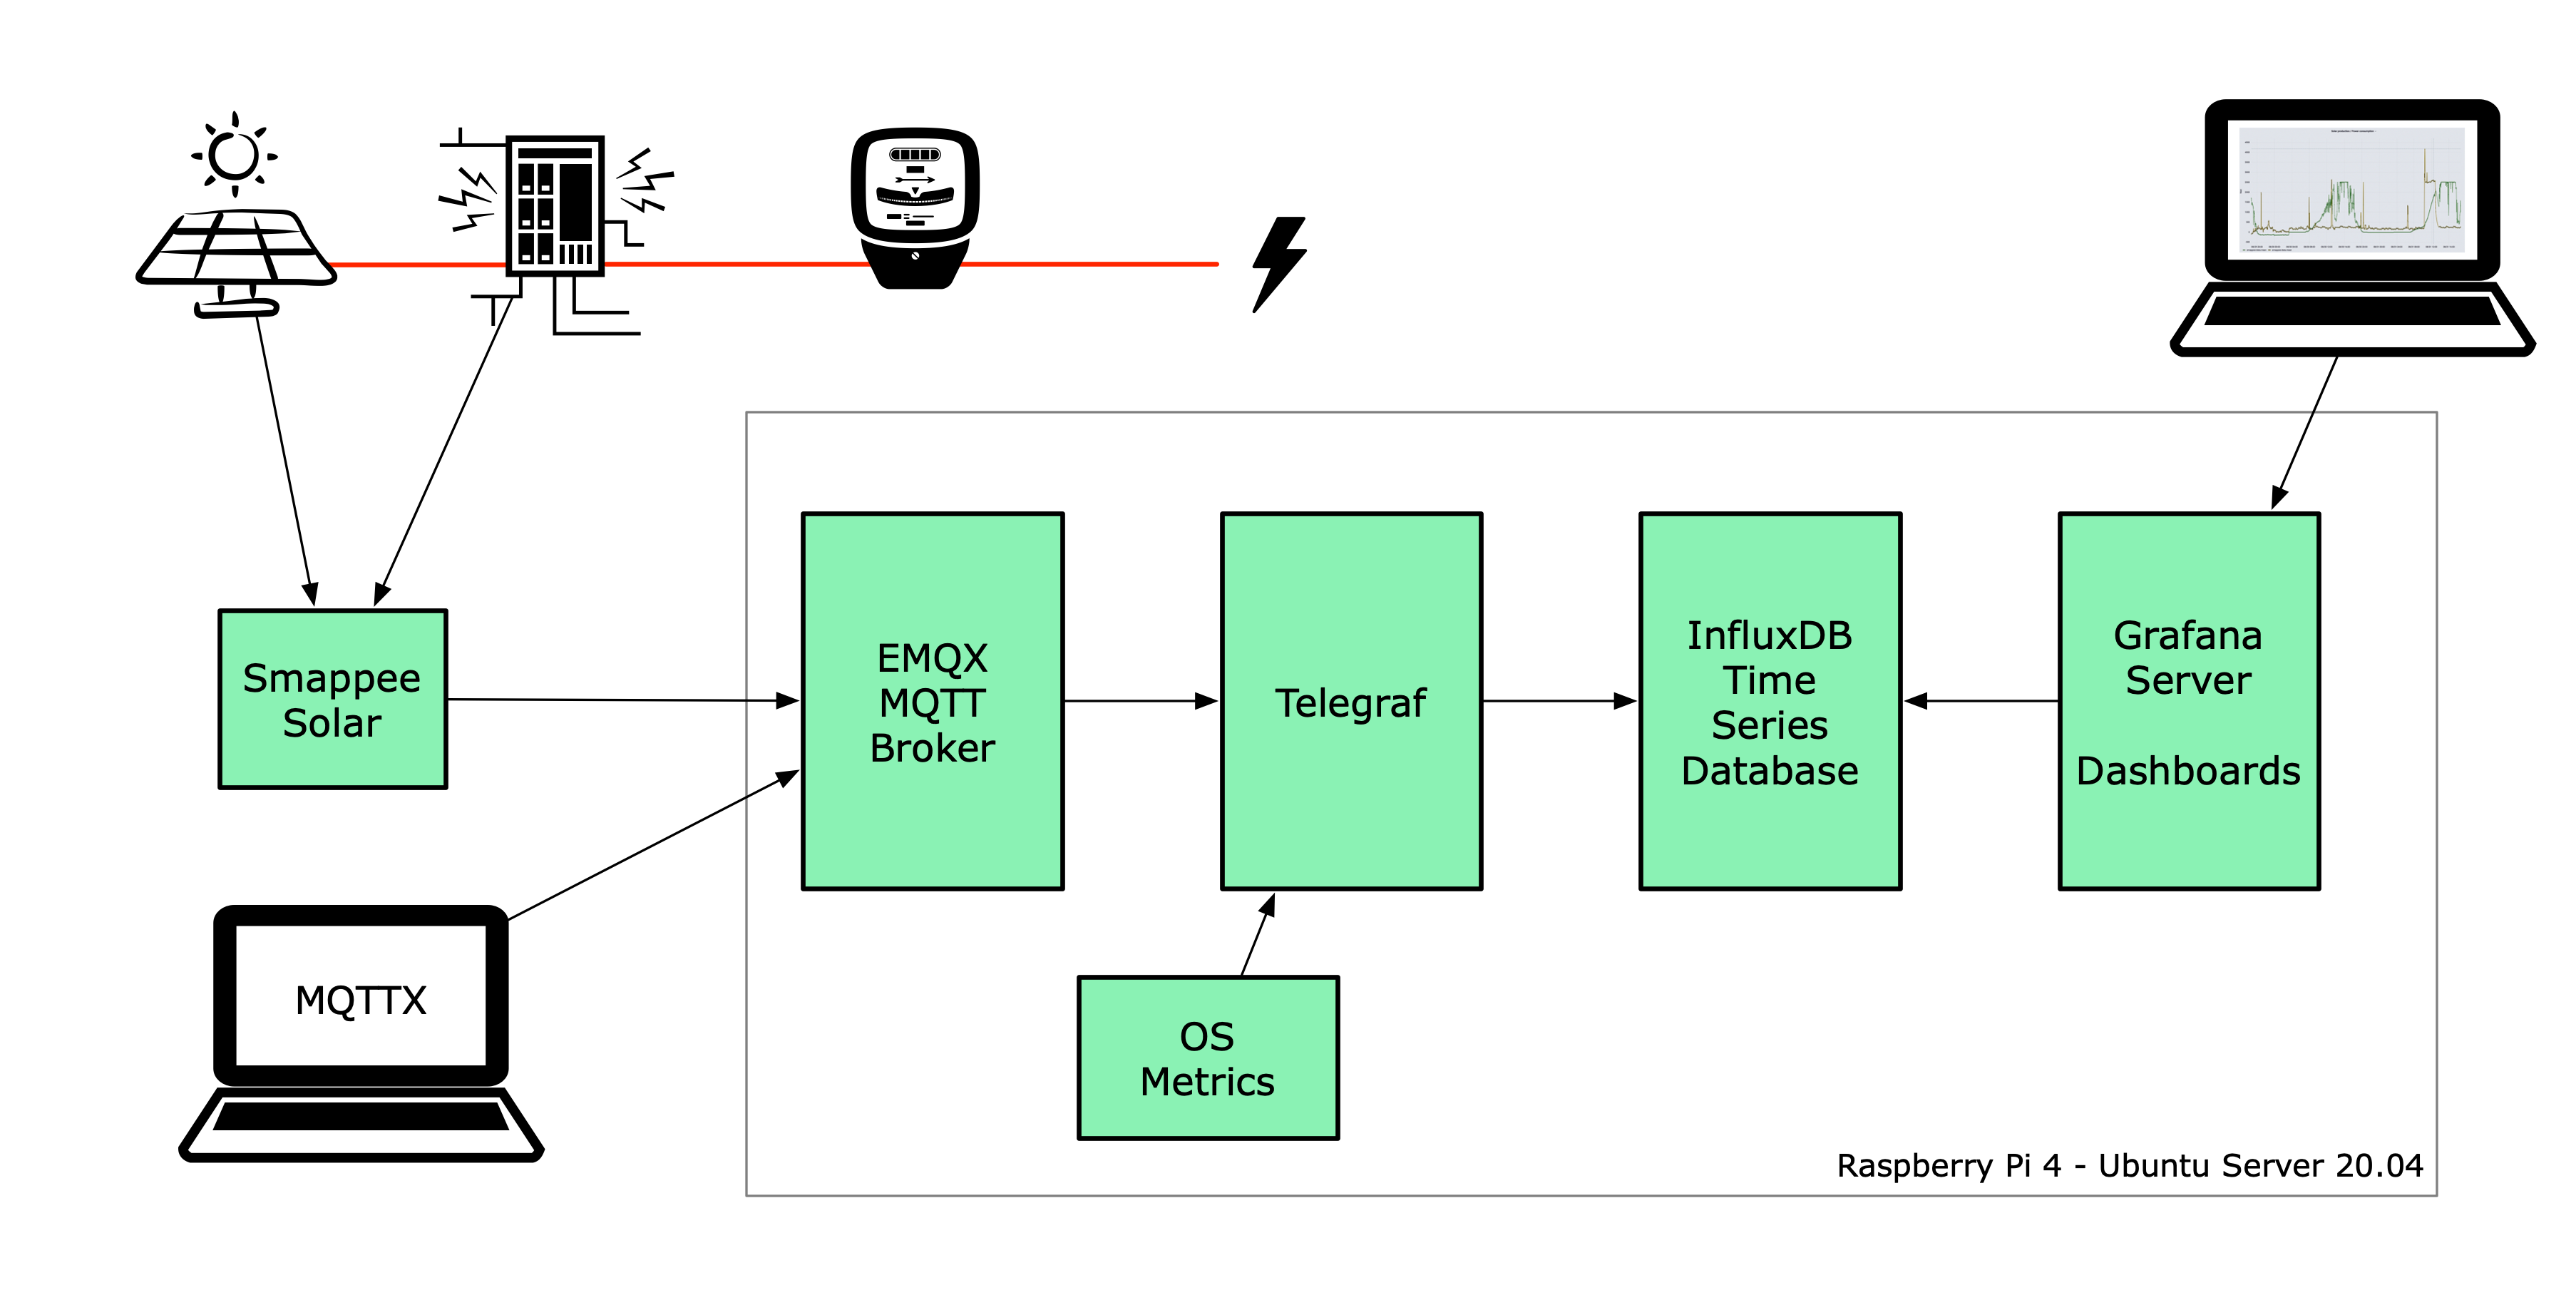 Smappee
Solar
EMQX
MQTT
Broker
Telegraf
InfluxDB
Time
Series
Database
Grafana
Server
Dashboards
MQTTX
OS
Metrics
Raspberry Pi 4 - Ubuntu Server 20.04